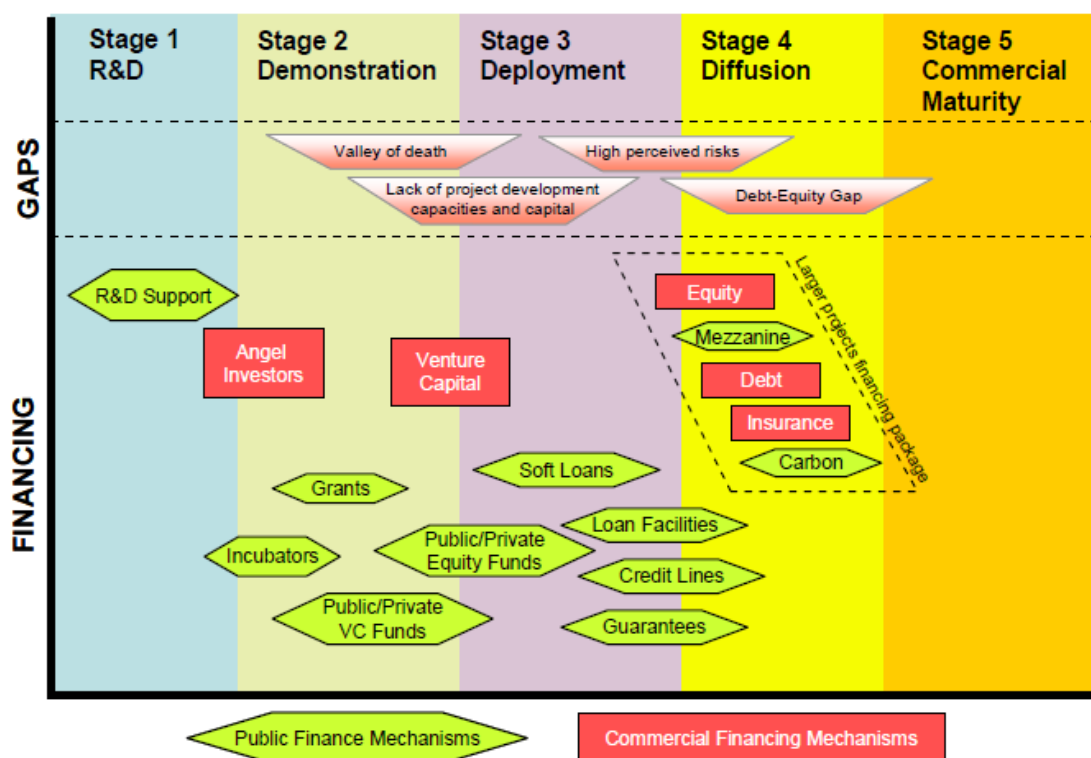 Stage 1
R&D
Stage 2
Demonstration
Stage 3
Deployment
Stage 4
Diffusion
Stage 5
Commercial
Maturity
GAPS
Valley of death
High perceived risks
Lack of project development
capacities and capital
Debt-Equity Gap
FINANCING
R&D Support
Angel
Investors
Venture
Capital
Equity
Mezzanine
Debt
Insurance
Carbon
Larger projects financing package
Soft Loans
Grants
Loan Facilities
Public/Private
Equity Funds
Incubators
Credit Lines
Public/Private
VC Funds
Guarantees
Public Finance Mechanisms
Commercial Financing Mechanisms